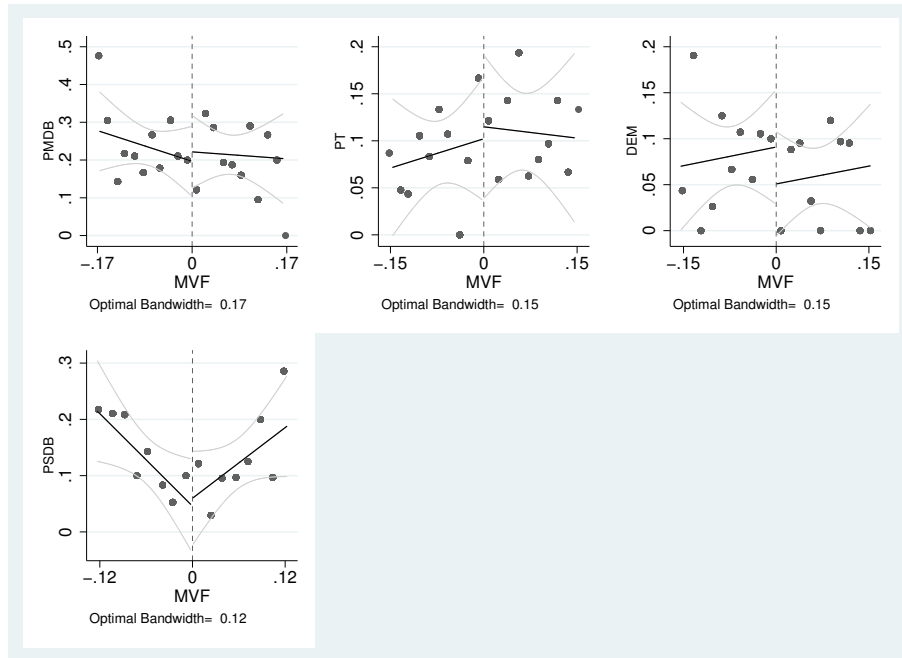 PMDB
.5
.4
.3
.2
.1
0
−.17 0 .17
MVF
Optimal Bandwidth= 0.17
PT
.2
.15
.1
.05
0
−.15 0 .15
MVF
Optimal Bandwidth= 0.15
DEM
.2
.15
.1
.05
0
−.15 0 .15
MVF
Optimal Bandwidth= 0.15
PSDB
.3
.2
.1
0
−.12 0 .12
MVF
Optimal Bandwidth= 0.12